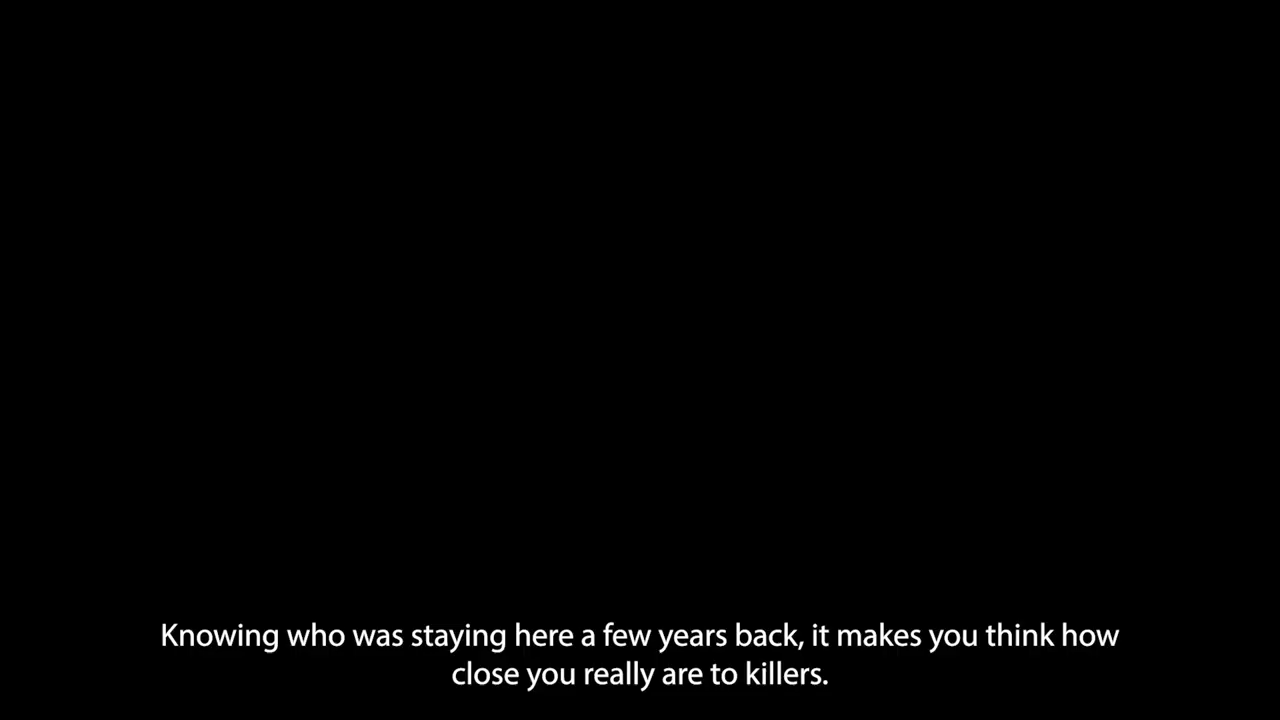 Knowing who was staying here a few years back, it makes you think how
close you really are to killers.